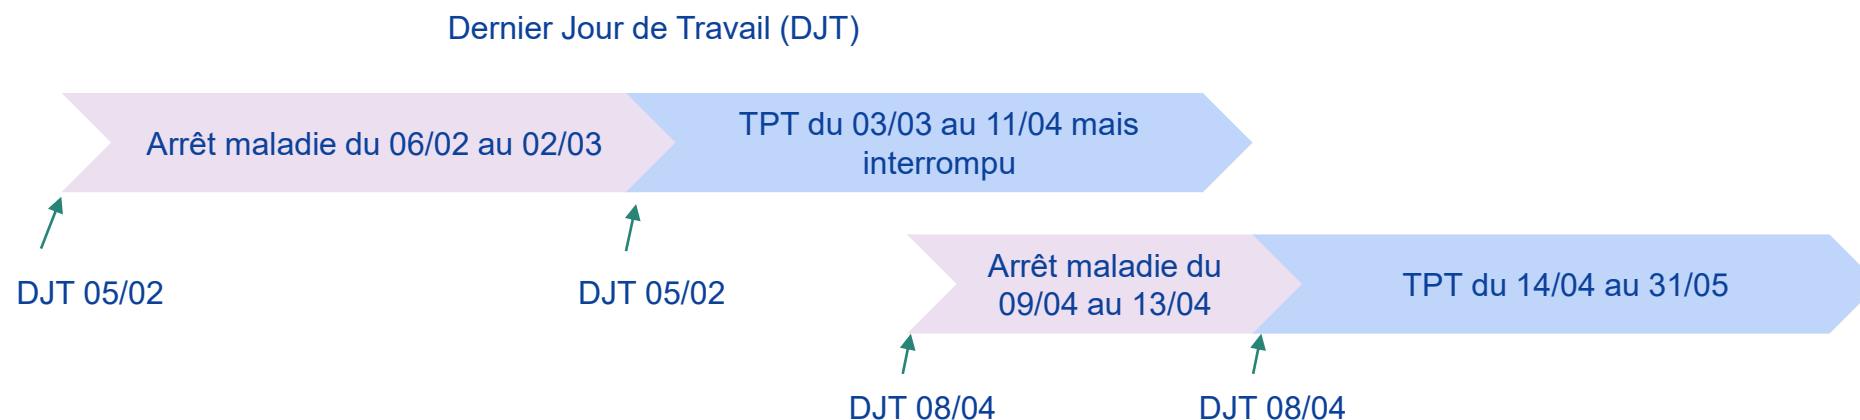 Dernier Jour de Travail (DJT)
Arrêt maladie du 06/02 au 02/03
TPT du 03/03 au 11/04 mais
interrompu
DJT 05/02
DJT 05/02
Arrêt maladie du
09/04 au 13/04
TPT du 14/04 au 31/05
DJT 08/04
DJT 08/04